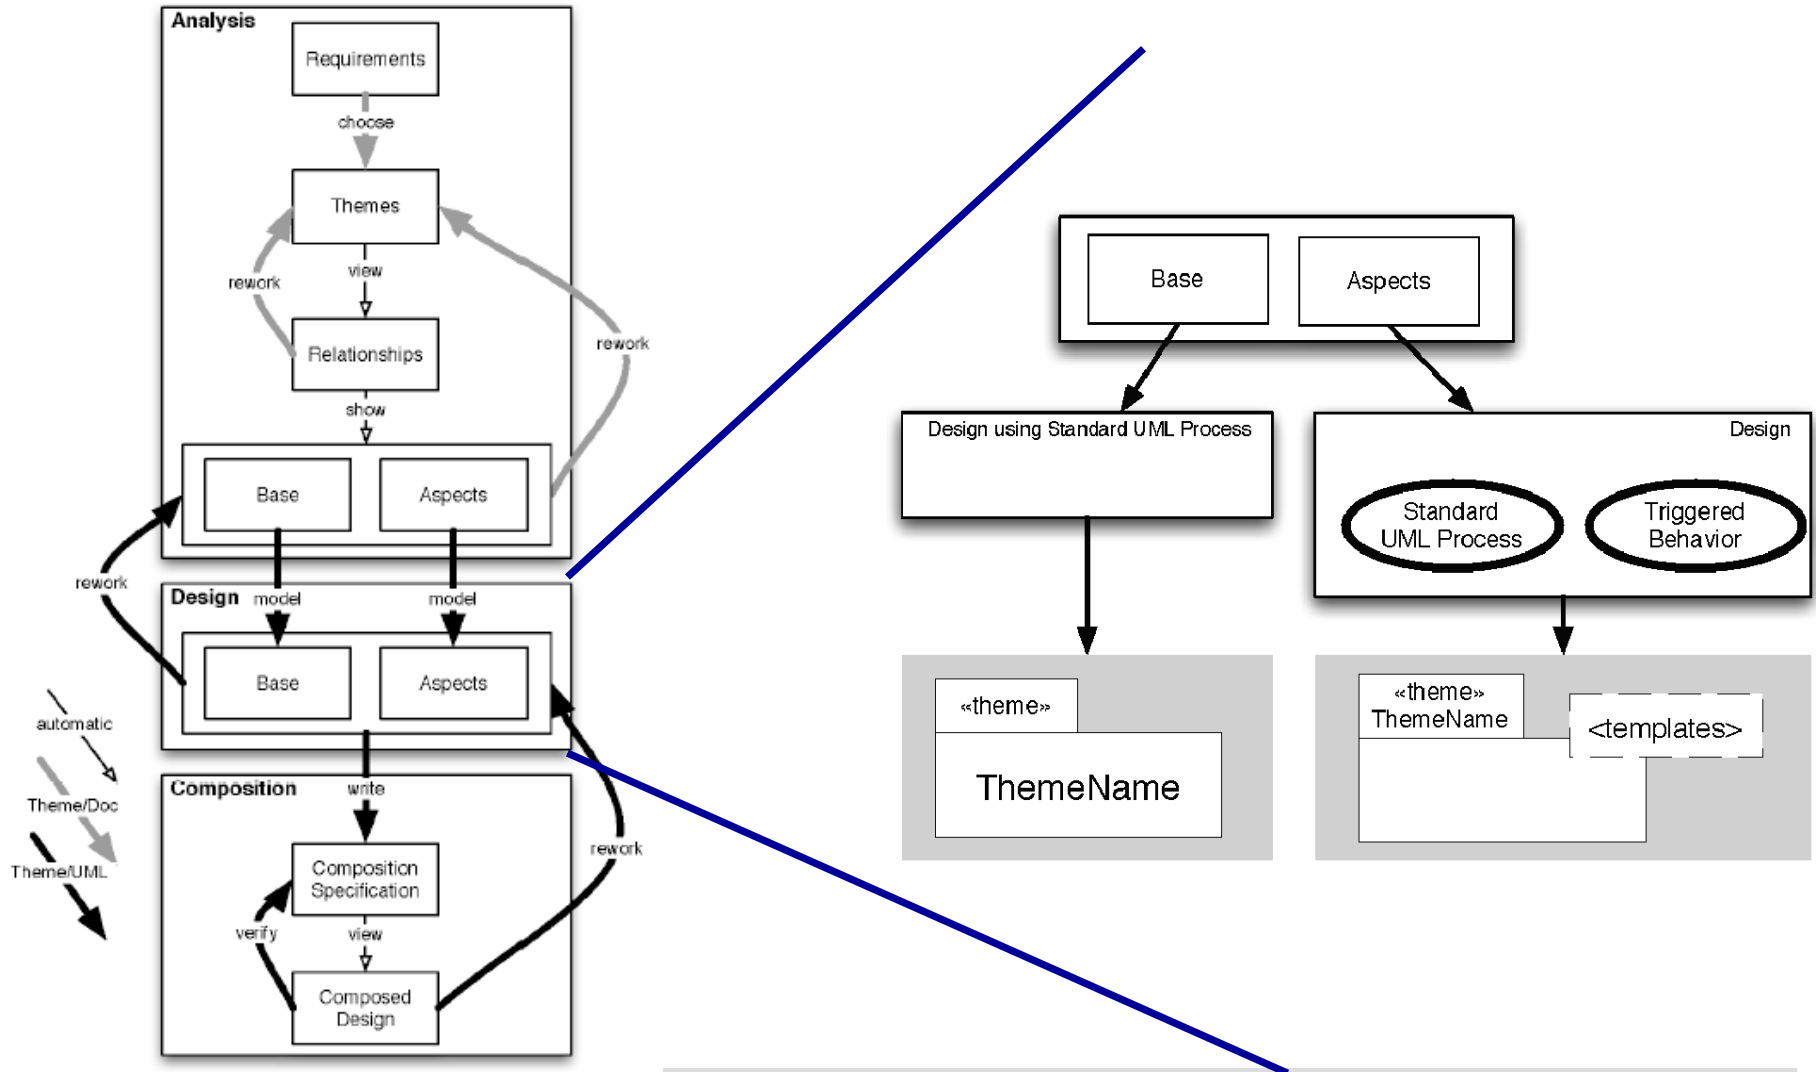 Analysis
Requirements
choose
Themes
rework
view
Relationships
rework
show
Base
Aspects
rework
Design
model
model
Base
Aspects
automatic
Theme/Doc
Theme/UML
Composition
write
Composition
Specification
rework
verify
view
Composed
Design
Base
Aspects
Design using Standard UML Process
Design
Standard
UML Process
Triggered
Behavior
«theme»
ThemeName
«theme»
ThemeName
<templates>